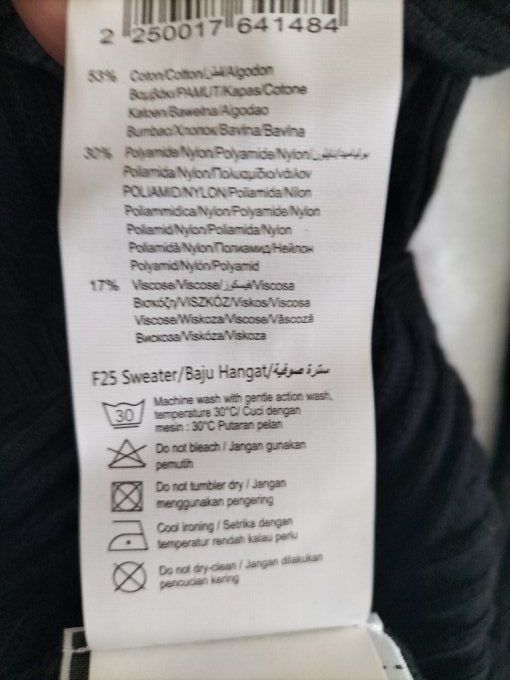 2 250017 641484
53% Coton/Cotton/قطن/Algodon
Βαμβάκι/PAMUT/Kapas/Cotone
Katoen/Bawełna/Algodao
Bumbac/Хлопок/Bavlna/Bavlna
30% Polyamide/Nylon/Polyamide/Nylon/بولياميد/نايلون
Poliamida/Nylon/Πολυαμίδιο/νάιλον
POLIAMID/NYLON/Poliamida/Nilon
Poliammidica/Nylon/Polyamide/Nylon
Poliamid/Nylon/Poliamida/Nylon
Poliamidă/Nylon/Полиамид/Нейлон
Polyamid/Nylón/Polyamid
17% Viscose/Viscose/فيسكوز/Viscosa
Βισκόζη/VISZKÓZ/Viskos/Viscosa
Viscose/Wiskoza/Viscose/Vâscoză
Вискоза/Viskóza/Viskoza
F25 Sweater/Baju Hangat/سترة صوفية
30 Machine wash with gentle action wash,
temperature 30°C/ Cuci dengan
mesin : 30°C Putaran pelan
Do not bleach / Jangan gunakan
pemutih
Do not tumbler dry / Jangan
menggunakan pengering
Cool ironing / Setrika dengan
temperatur rendah kalau perlu
Do not dry-clean / Jangan dilakukan
pencucian kering